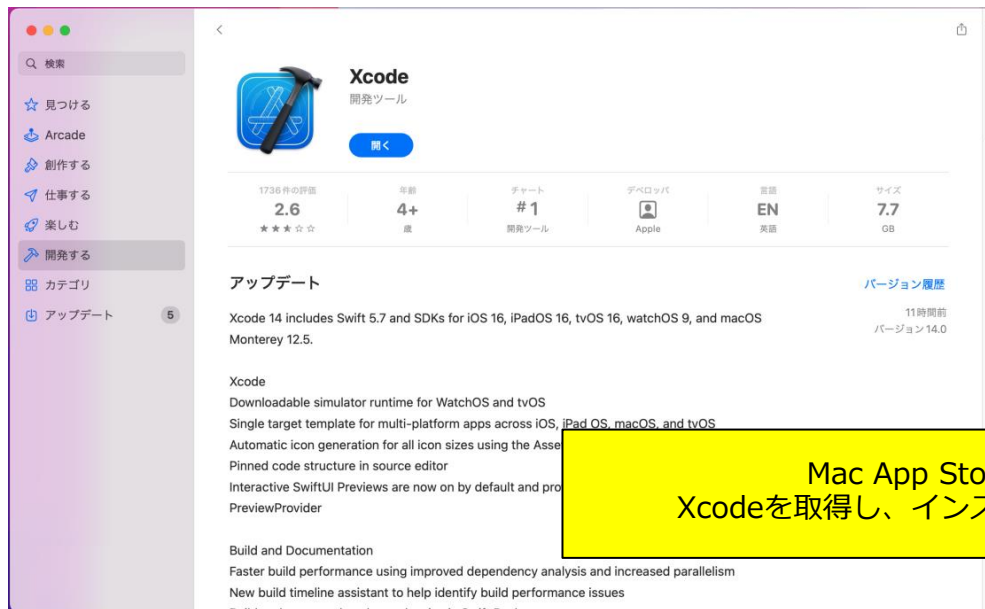 検索
見つける
Arcade
創作する
仕事する
楽しむ
開発する
カテゴリ
アップデート 5
Xcode
開発ツール
開く
1736件の評価
2.6
★★★☆☆
年齢
4+
歳
チャート
#1
開発ツール
デベロッパ
Apple
言語
EN
英語
サイズ
7.7
GB
アップデート
バージョン履歴
Xcode 14 includes Swift 5.7 and SDKs for iOS 16, iPadOS 16, tvOS 16, watchOS 9, and macOS
Monterey 12.5.
11時間前
バージョン 14.0
Xcode
Downloadable simulator runtime for WatchOS and tvOS
Single target template for multi-platform apps across iOS, iPad OS, macOS, and tvOS
Automatic icon generation for all icon sizes using the Asse
Pinned code structure in source editor
Interactive SwiftUI Previews are now on by default and pro
PreviewProvider
Mac App Sto
Xcodeを取得し、インス
Build and Documentation
Faster build performance using improved dependency analysis and increased parallelism
New build timeline assistant to help identify build performance issues